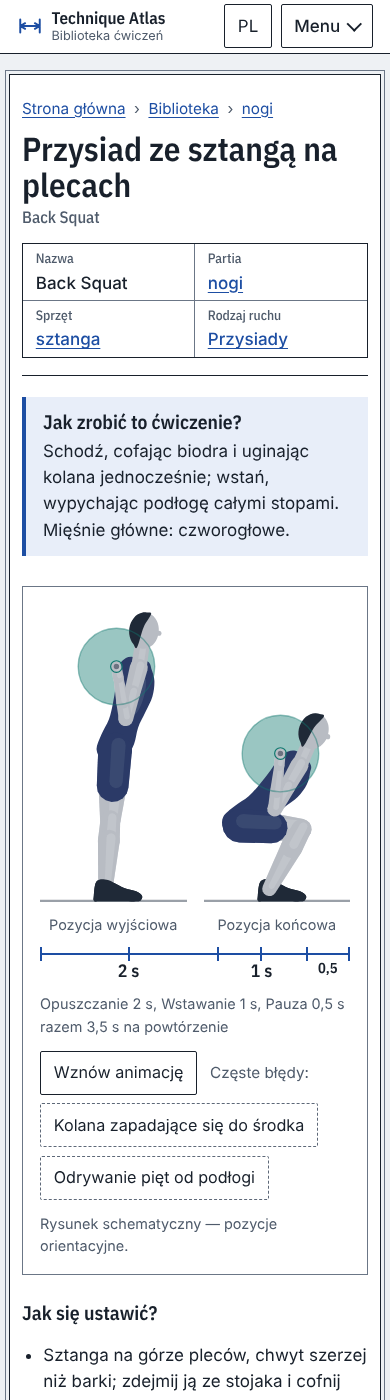 Technique Atlas
Biblioteka ćwiczeń
PL
Menu
Strona główna › Biblioteka › nogi
Przysiad ze sztangą na
plecach
Back Squat
Nazwa
Back Squat
Partia
nogi
Sprzęt
sztanga
Rodzaj ruchu
Przysiady
Jak zrobić to ćwiczenie?
Schodź, cofając biodra i uginając
kolana jednocześnie; wstań,
wypychając podłogę całymi stopami.
Mięśnie główne: czworogłowe.
Pozycja wyjściowa
Pozycja końcowa
2 s
1 s
0,5
Opuszczanie 2 s, Wstawanie 1 s, Pauza 0,5 s
razem 3,5 s na powtórzenie
Wznów animację
Częste błędy:
Kolana zapadające się do środka
Odrywanie pięt od podłogi
Rysunek schematyczny — pozycje
orientacyjne.
Jak się ustawić?
• Sztanga na górze pleców, chwyt szerzej
niż barki; zdejmij ją ze stojaka i cofnij